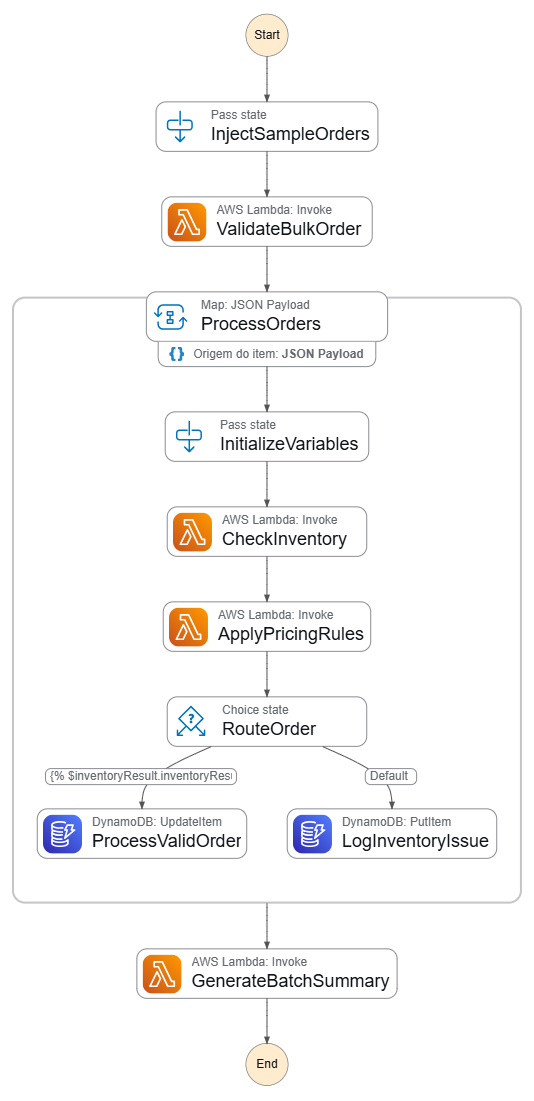 Start
Pass state
InjectSampleOrders
AWS Lambda: Invoke
ValidateBulkOrder
Map: JSON Payload
ProcessOrders
{} Origem do item: JSON Payload
Pass state
InitializeVariables
AWS Lambda: Invoke
CheckInventory
AWS Lambda: Invoke
ApplyPricingRules
Choice state
RouteOrder
{% $inventoryResult.inventoryRes
Default
DynamoDB: UpdateItem
ProcessValidOrder
DynamoDB: PutItem
LogInventoryIssue
AWS Lambda: Invoke
GenerateBatchSummary
End